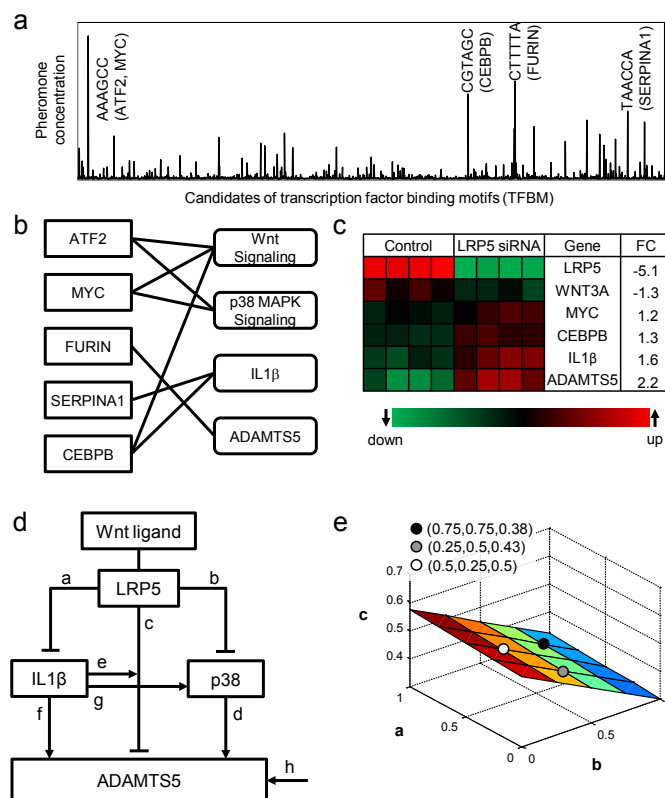 a
Pheromone
concentration
AAAGCC
(ATF2, MYC)
CGTAGC
(CEBPB)
CTTTTA
(FURIN)
TAACCA
(SERPINA1)
Candidates of transcription factor binding motifs (TFBM)
b
ATF2
MYC
FURIN
SERPINA1
CEBPB
Wnt
Signaling
p38 MAPK
Signaling
IL1β
ADAMTS5
c
Control LRP5 siRNA Gene FC
LRP5 -5.1
WNT3A -1.3
MYC 1.2
CEBPB 1.3
IL1β 1.6
ADAMTS5 2.2
down
up
d
Wnt ligand
LRP5
a
b
c
IL1β
e
g
p38
f
d
ADAMTS5
h
e
(0.75,0.75,0.38)
(0.25,0.5,0.43)
(0.5,0.25,0.5)
0.7
0.6
c
0.5
0.4
1
a
0.5
0
0
b
0.5
1